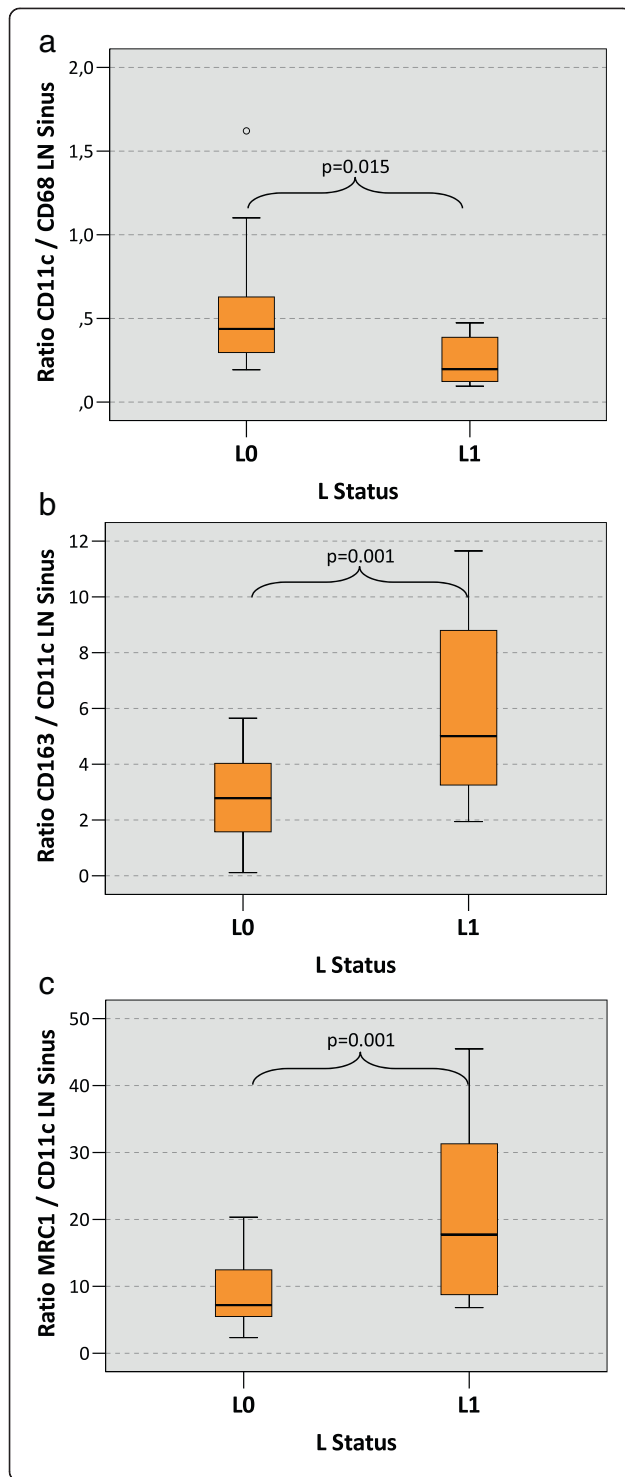 a
Ratio CD11c / CD68 LN Sinus
2,0
1,5
1,0
,5
,0
p=0.015
L0
L1
L Status
b
Ratio CD163 / CD11c LN Sinus
12
10
8
6
4
2
0
p=0.001
L0
L1
L Status
c
Ratio MRC1 / CD11c LN Sinus
50
40
30
20
10
0
p=0.001
L0
L1
L Status